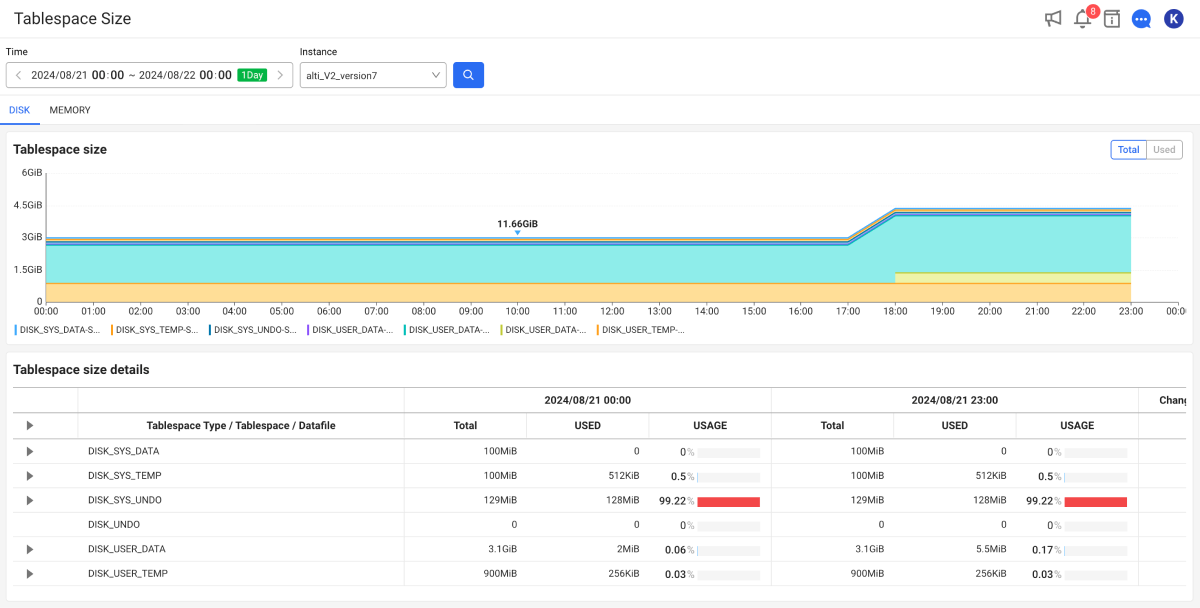 Tablespace Size
8
K
Time
Instance
2024/08/21 00:00 ~ 2024/08/22 00:00 1Day
alti_V2_version7
DISK
MEMORY
Tablespace size
Total
Used
6GiB
4.5GiB
3GiB
1.5GiB
0
11.66GiB
00:00 01:00 02:00 03:00 04:00 05:00 06:00 07:00 08:00 09:00 10:00 11:00 12:00 13:00 14:00 15:00 16:00 17:00 18:00 19:00 20:00 21:00 22:00 23:00 00:00
DISK_SYS_DATA-S... DISK_SYS_TEMP-S... DISK_SYS_UNDO-S... DISK_USER_DATA-... DISK_USER_DATA-... DISK_USER_DATA-... DISK_USER_TEMP-...
Tablespace size details
2024/08/21 00:00 2024/08/21 23:00 Chang
Tablespace Type / Tablespace / Datafile Total USED USAGE Total USED USAGE
DISK_SYS_DATA 100MiB 0 0% 100MiB 0 0%
DISK_SYS_TEMP 100MiB 512KiB 0.5% 100MiB 512KiB 0.5%
DISK_SYS_UNDO 129MiB 128MiB 99.22% 129MiB 128MiB 99.22%
DISK_UNDO 0 0 0% 0 0 0%
DISK_USER_DATA 3.1GiB 2MiB 0.06% 3.1GiB 5.5MiB 0.17%
DISK_USER_TEMP 900MiB 256KiB 0.03% 900MiB 256KiB 0.03%